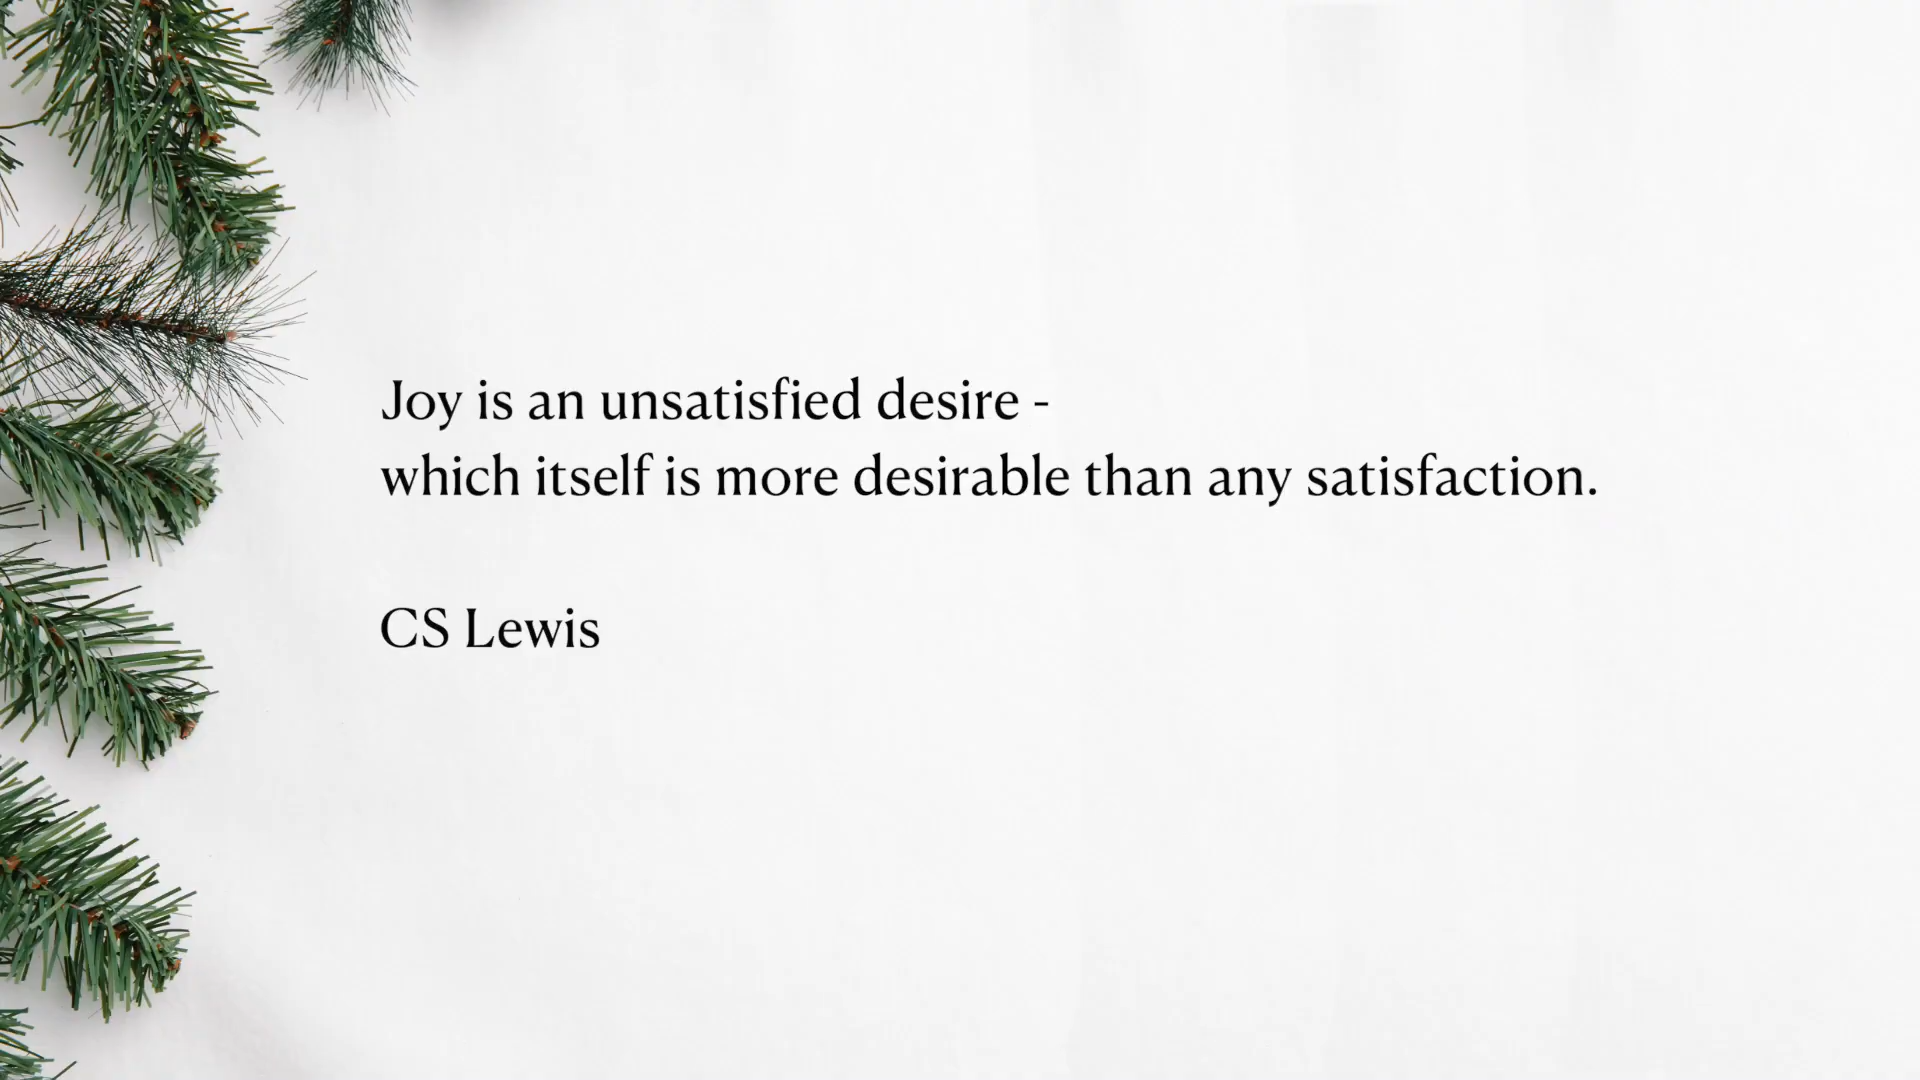 Joy is an unsatisfied desire -
which itself is more desirable than any satisfaction.
CS Lewis